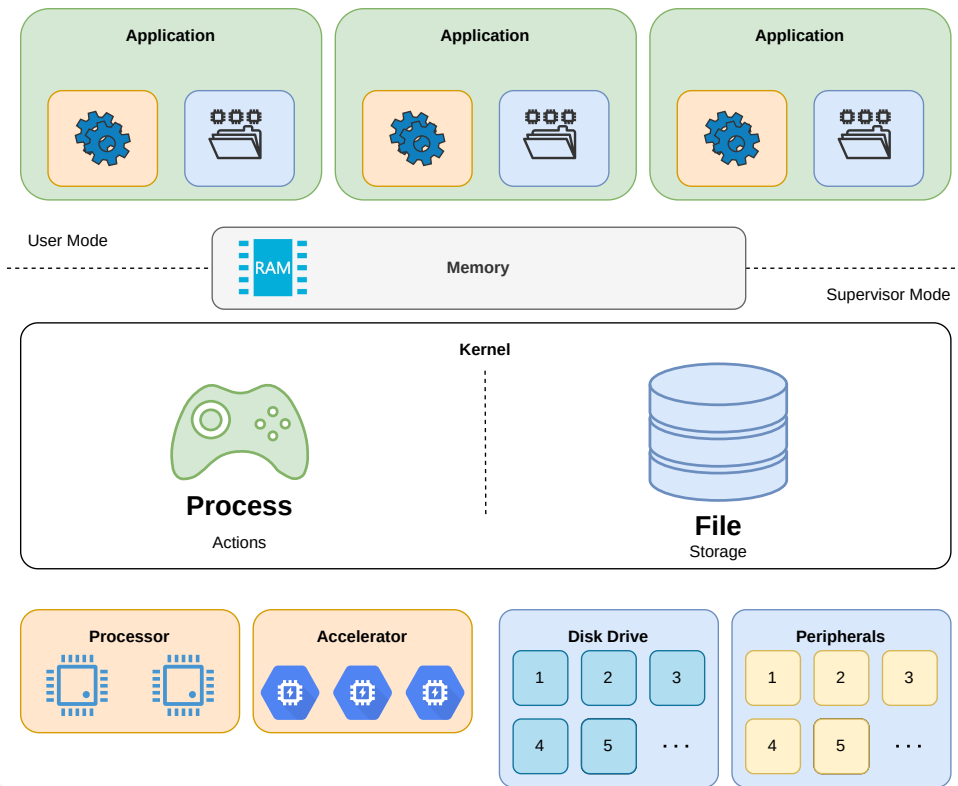 Application
Application
Application
User Mode
RAM
Memory
Supervisor Mode
Kernel
Process
Actions
File
Storage
Processor
Accelerator
Disk Drive
1 2 3
4 5 ...
Peripherals
1 2 3
4 5 ...